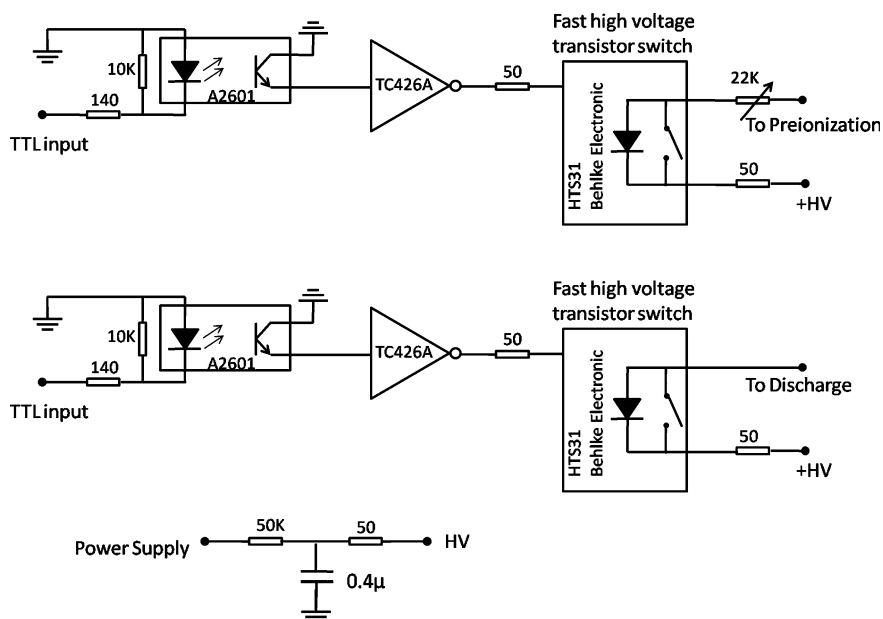 Fast high voltage
transistor switch
10K
A2601
140
TTL input
TC426A
50
HTS31
Behlke Electronic
22K
To Preionization
50
+HV
Fast high voltage
transistor switch
10K
A2601
140
TTL input
TC426A
50
HTS31
Behlke Electronic
To Discharge
50
+HV
Power Supply
50K
50
HV
0.4µ